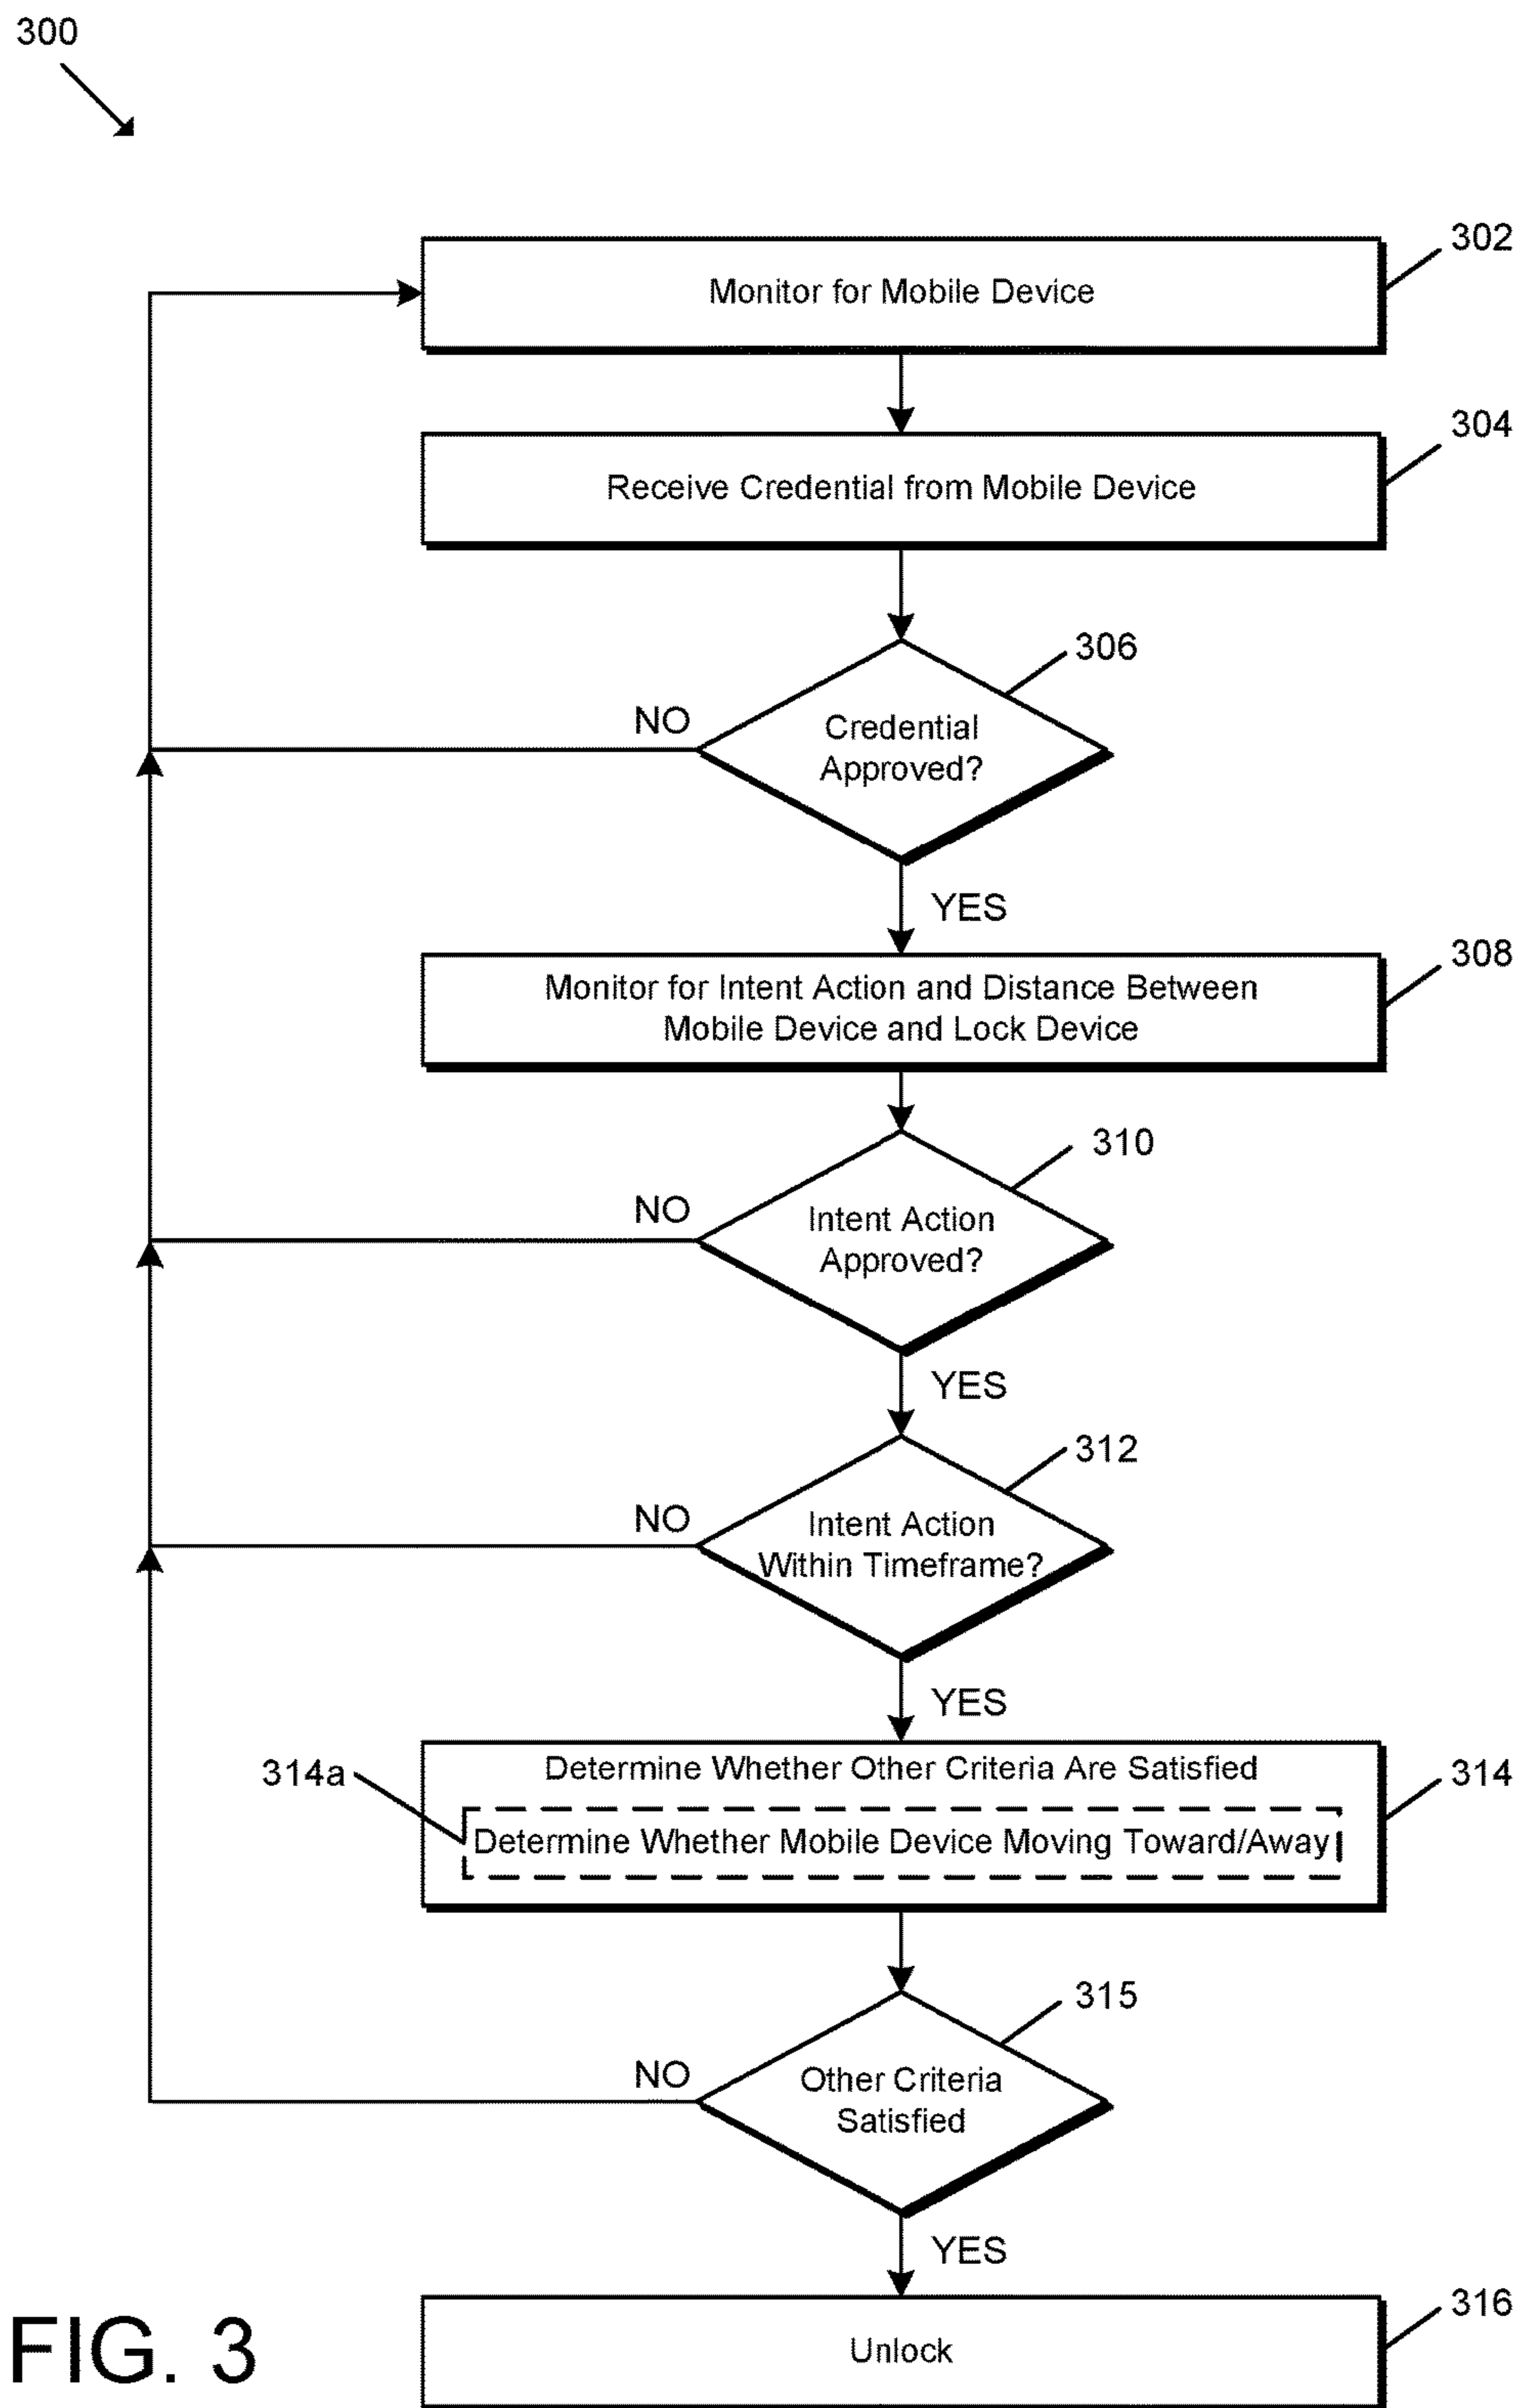 300
302
Monitor for Mobile Device
304
Receive Credential from Mobile Device
306
NO
Credential
Approved?
YES
308
Monitor for Intent Action and Distance Between
Mobile Device and Lock Device
310
NO
Intent Action
Approved?
YES
312
NO
Intent Action
Within Timeframe?
YES
314a
Determine Whether Other Criteria Are Satisfied
314
Determine Whether Mobile Device Moving Toward/Away
315
NO
Other Criteria
Satisfied
YES
316
Unlock
FIG. 3